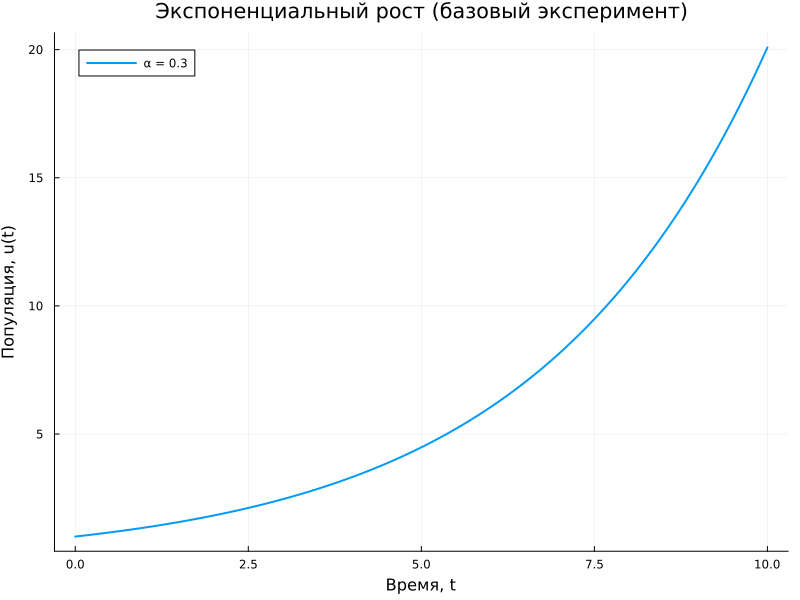 Экспоненциальный рост (базовый эксперимент)
α = 0.3
Популяция, u(t)
20
15
10
5
0.0
2.5
5.0
7.5
10.0
Время, t